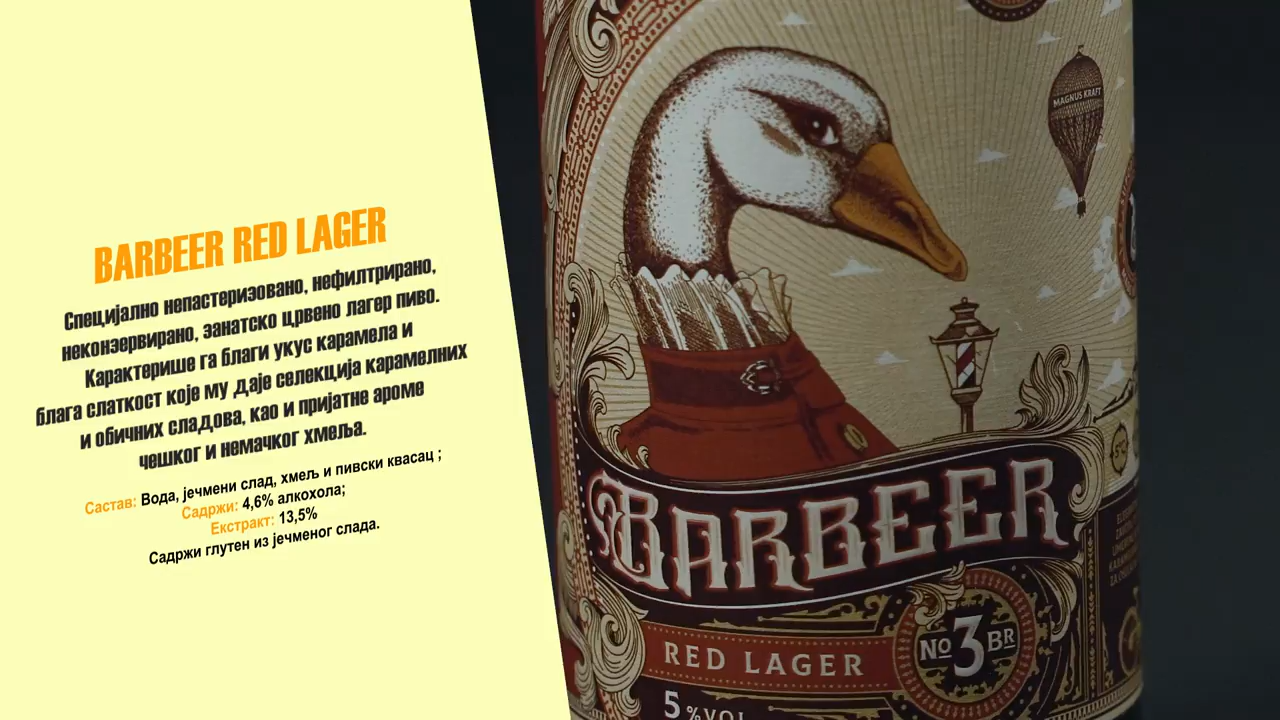 BARBEER RED LAGER
Специјално непастеризовано, нефилтрирано,
неконзервирано, занатско црвено лагер пиво.
Карактерише га благи укус карамела и
блага слаткост које му даје селекција карамелних
и обичних сладова, као и пријатне ароме
чешког и немачког хмеља.
Састав: Вода, јечмени слад, хмељ и пивски квасац ;
Садржи: 4,6% алкохола;
Екстракт: 13,5%
Садржи глутен из јечменог слада.
MAGNUS KRAFT
BARBEER
RED LAGER
No 3 BR
5 %VOL